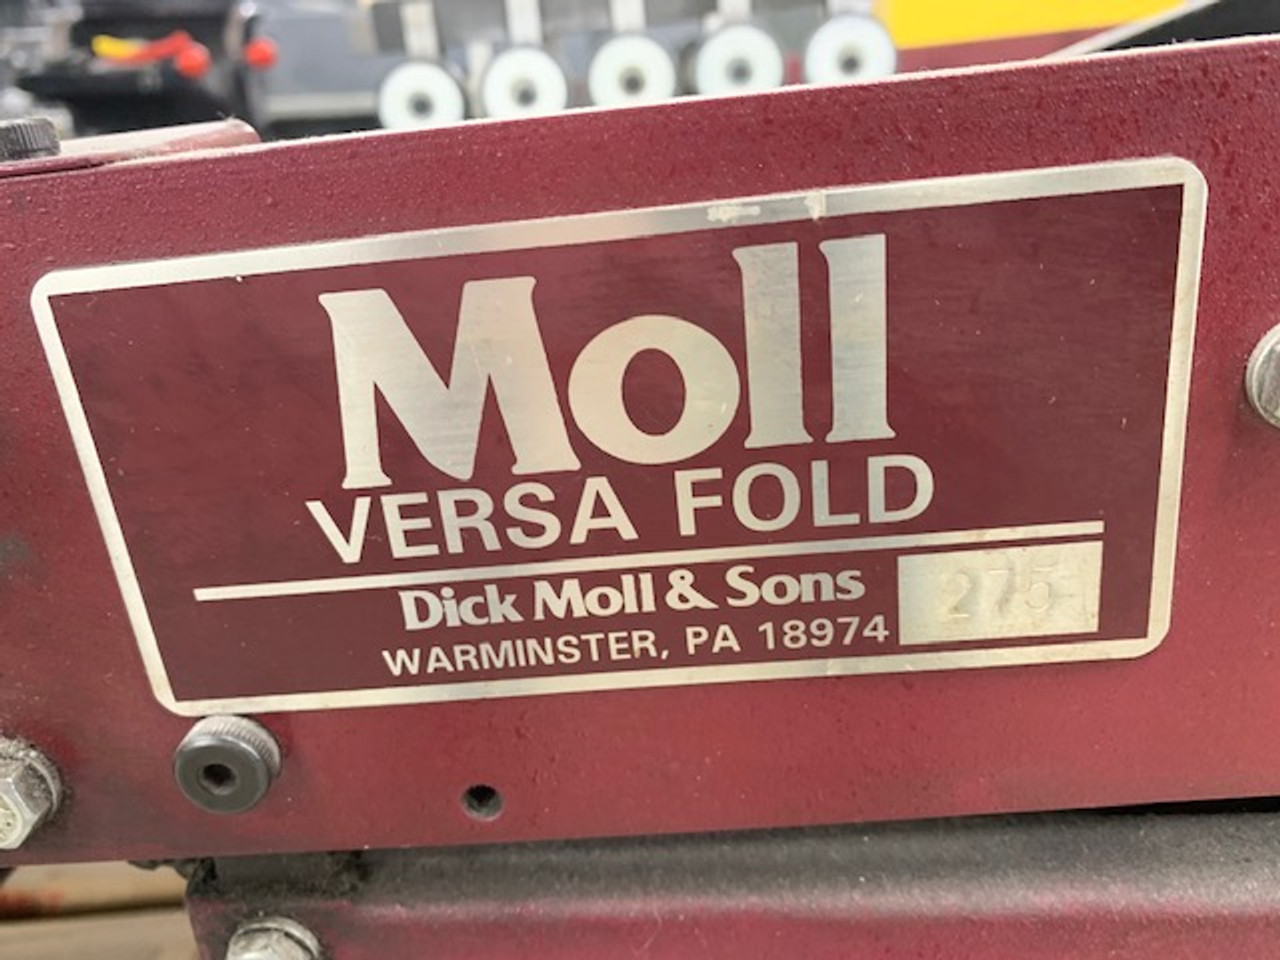 Moll
VERSA FOLD
Dick Moll & Sons
WARMINSTER, PA 18974
275